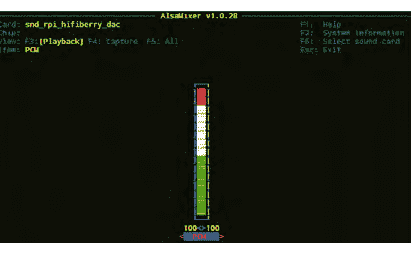 AlsaMixer v1.0.28
Card: snd_rpi_hifiberry_dac
F1: Help
Chip:
F2: System information
View: F3:[Playback] F4: Capture F5: All
F6: Select sound card
Item: PCM
Esc: Exit
100<>100
PCM